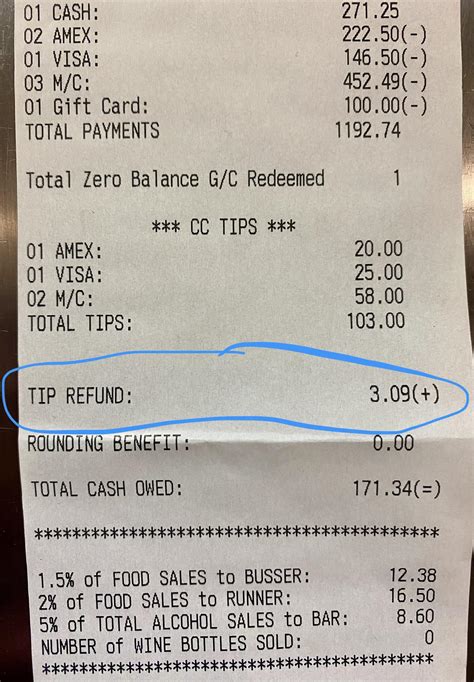 01 CASH: 271.25
02 AMEX: 222.50(-)
01 VISA: 146.50(-)
03 M/C: 452.49(-)
01 Gift Card: 100.00(-)
TOTAL PAYMENTS 1192.74
Total Zero Balance G/C Redeemed 1
*** CC TIPS ***
01 AMEX: 20.00
01 VISA: 25.00
02 M/C: 58.00
TOTAL TIPS: 103.00
TIP REFUND: 3.09(+)
ROUNDING BENEFIT: 0.00
TOTAL CASH OWED: 171.34(=)
****************************************
1.5% of FOOD SALES to BUSSER: 12.38
2% of FOOD SALES to RUNNER: 16.50
5% of TOTAL ALCOHOL SALES to BAR: 8.60
NUMBER of WINE BOTTLES SOLD: 0
****************************************